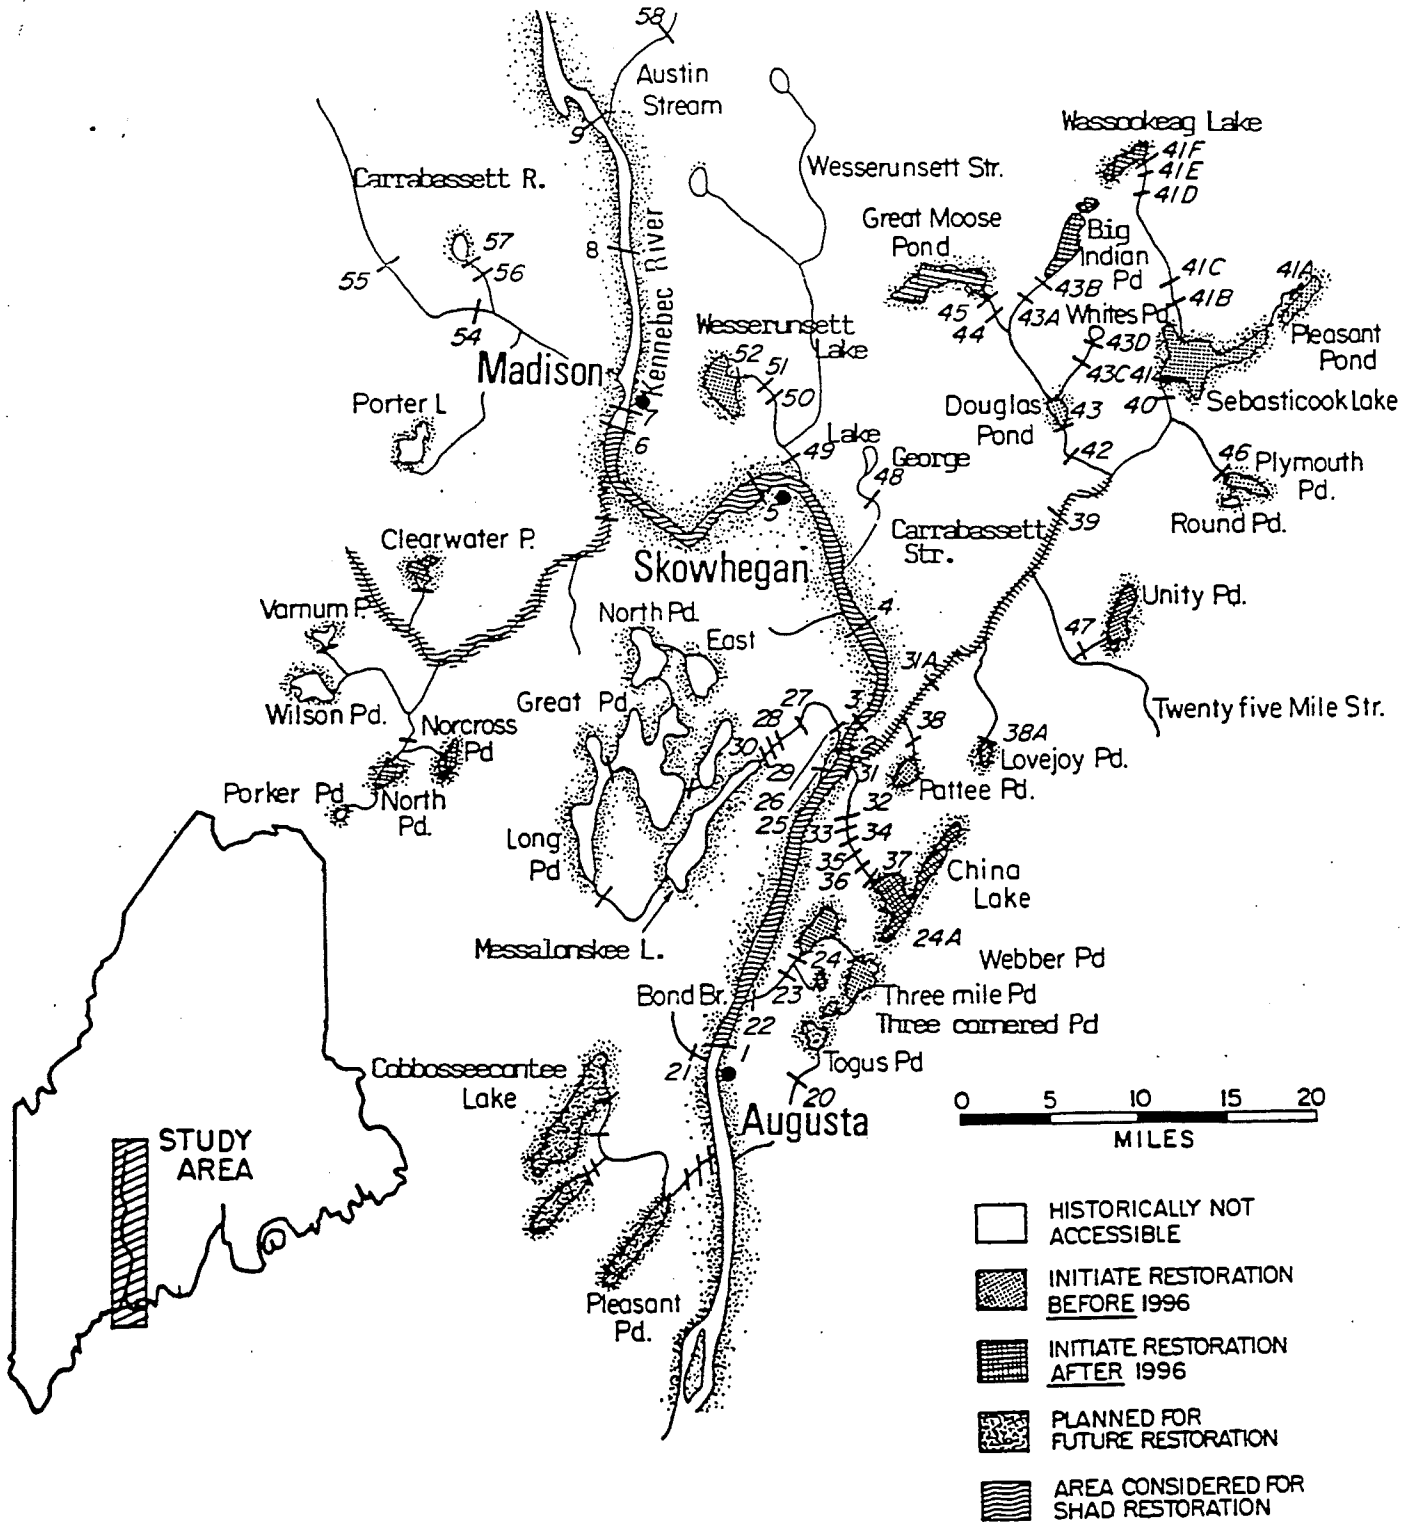 58
Austin
Stream
9
Wassookeag Lake
41F
41E
41D
Carrabassett R.
Wesserunsett Str.
Great Moose
Pond
Big
Indian
Pd
57
56
55
54
8
Kennebec River
41C
41B
41A
43B
43A
45
44
Whites Pd.
43D
43C
41
40
Pleasant
Pond
Wesserunsett
Lake
52
51
50
Madison
7
6
Porter L
Douglas
Pond
43
42
Sebasticook Lake
49
Lake
George
48
46
Plymouth
Pd.
Round Pd.
5
39
Carrabassett
Str.
Skowhegan
Clearwater P.
Varnum P.
Wilson Pd.
Norcross
Pd
Porker Pd
North
Pd.
North Pd.
East
Great Pd
4
Unity Pd.
47
31A
Twenty five Mile Str.
3
27
28
30
29
2
38
38A
Lovejoy Pd.
31
Pattee Pd.
26
25
32
33
34
35
36
37
Long
Pd
China
Lake
24A
Messalonskee L.
Webber Pd
24
23
Three mile Pd
Three cornered Pd
Bond Br.
22
1
21
Togus Pd
20
Cobbosseecontee
Lake
Augusta
Pleasant
Pd.
STUDY
AREA
0 5 10 15 20
MILES
HISTORICALLY NOT
ACCESSIBLE
INITIATE RESTORATION
BEFORE 1996
INITIATE RESTORATION
AFTER 1996
PLANNED FOR
FUTURE RESTORATION
AREA CONSIDERED FOR
SHAD RESTORATION